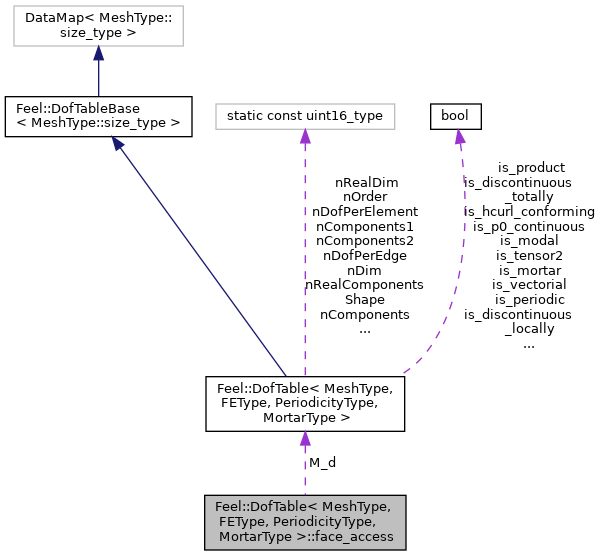 DataMap< MeshType::
size_type >
Feel::DofTableBase
< MeshType::size_type >
static const uint16_type
bool
nRealDim
nOrder
nDofPerElement
nComponents1
nComponents2
nDofPerEdge
nDim
nRealComponents
Shape
nComponents
...
is_product
is_discontinuous
_totally
is_hcurl_conforming
is_p0_continuous
is_modal
is_tensor2
is_mortar
is_vectorial
is_periodic
is_discontinuous
_locally
...
Feel::DofTable< MeshType,
FEType, PeriodicityType,
MortarType >
M_d
Feel::DofTable< MeshType,
FEType, PeriodicityType,
MortarType >::face_access